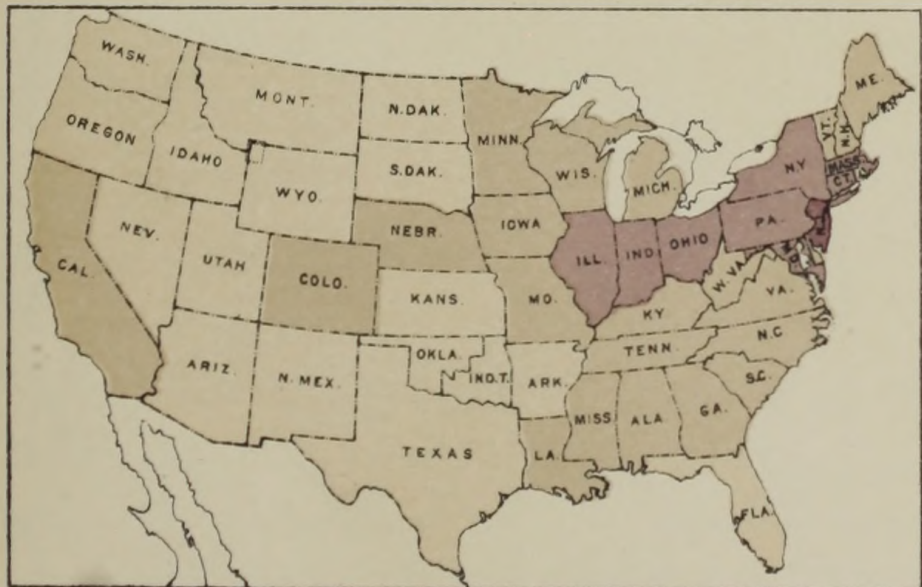 WASH.
MONT.
N.DAK.
MINN.
ME.
OREGON
IDAHO
VT.
N.H.
S.DAK.
WIS.
MICH.
N.Y.
MASS
CT.
WYO.
IOWA
PA.
NEV.
NEBR.
ILL.
IND.
OHIO
UTAH
COLO.
W.VA.
CAL.
KANS.
MO.
VA.
KY
N.C
TENN.
ARIZ.
N.MEX.
OKLA.
IND.T.
ARK.
S.C.
MISS
ALA
GA.
TEXAS
LA.
FLA.